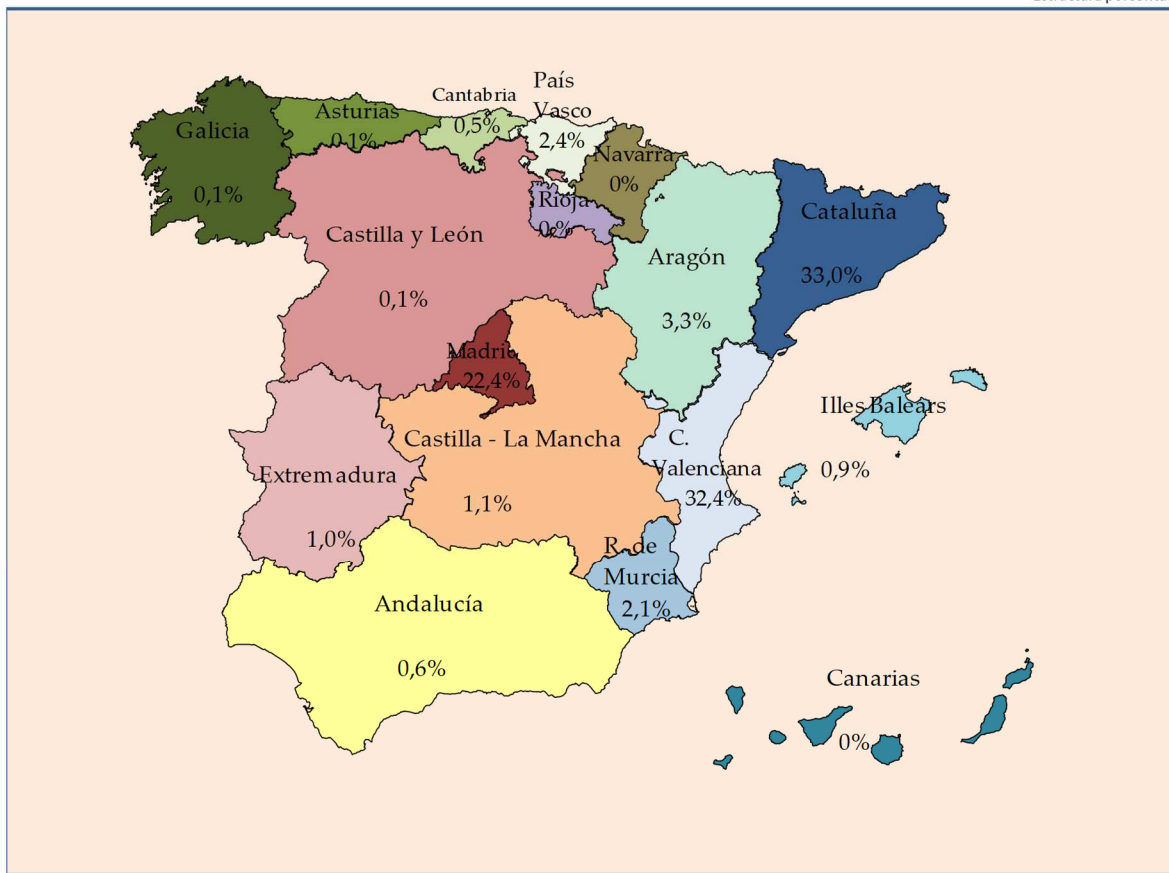 País
Vasco
2,4%
Cantabria
0,5%
Asturias
0,1%
Galicia
0,1%
Navarra
0%
Rioja
0%
Cataluña
33,0%
Castilla y León
0,1%
Aragón
3,3%
Madrid
22,4%
Illes Balears
0,9%
Castilla - La Mancha
1,1%
C.
Valenciana
32,4%
Extremadura
1,0%
R. de
Murcia
2,1%
Andalucía
0,6%
Canarias
0%